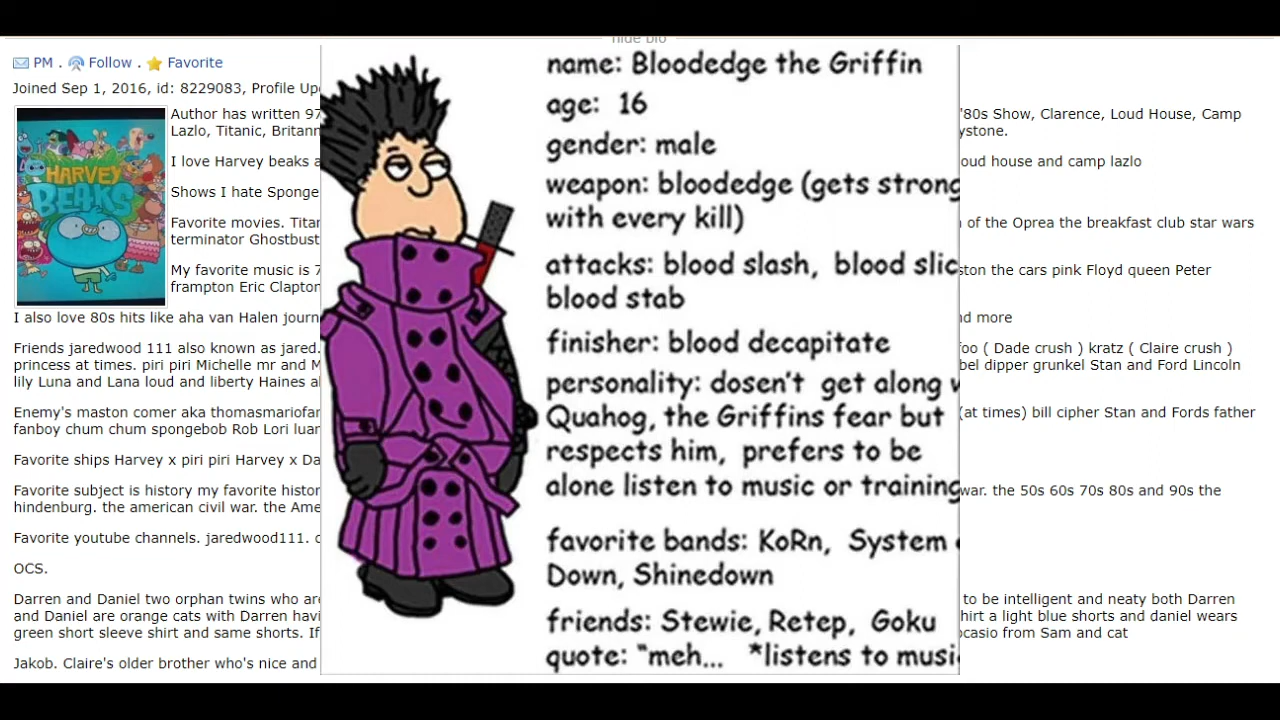 hide bio
PM . Follow . Favorite
Joined Sep 1, 2016, id: 8229083, Profile Up
HARVEY
BEAKS
Author has written 97
Lazlo, Titanic, Britann
I love Harvey beaks a
Shows I hate Sponge
Favorite movies. Titan
terminator Ghostbust
My favorite music is 7
frampton Eric Clapton
I also love 80s hits like aha van Halen journ
Friends jaredwood 111 also known as jared.
princess at times. piri piri Michelle mr and M
lily Luna and Lana loud and liberty Haines a
Enemy's maston comer aka thomasmariofan
fanboy chum chum spongebob Rob Lori luan
Favorite ships Harvey x piri piri Harvey x Da
Favorite subject is history my favorite histor
hindenburg. the american civil war. the Ame
Favorite youtube channels. jaredwood111.
OCS.
Darren and Daniel two orphan twins who are
and Daniel are orange cats with Darren havi
green short sleeve shirt and same shorts. If
Jakob. Claire's older brother who's nice and
name: Bloodedge the Griffin
age: 16
gender: male
weapon: bloodedge (gets strong
with every kill)
attacks: blood slash, blood slic
blood stab
finisher: blood decapitate
personality: dosen't get along w
Quahog, the Griffins fear but
respects him, prefers to be
alone listen to music or training
favorite bands: KoRn, System
Down, Shinedown
friends: Stewie, Retep, Goku
quote: "meh... *listens to musi
'80s Show, Clarence, Loud House, Camp
ystone.
oud house and camp lazlo
of the Oprea the breakfast club star wars
ston the cars pink Floyd queen Peter
nd more
foo ( Dade crush ) kratz ( Claire crush )
bel dipper grunkel Stan and Ford Lincoln
(at times) bill cipher Stan and Fords father
war. the 50s 60s 70s 80s and 90s the
to be intelligent and neaty both Darren
hirt a light blue shorts and daniel wears
ocasio from Sam and cat